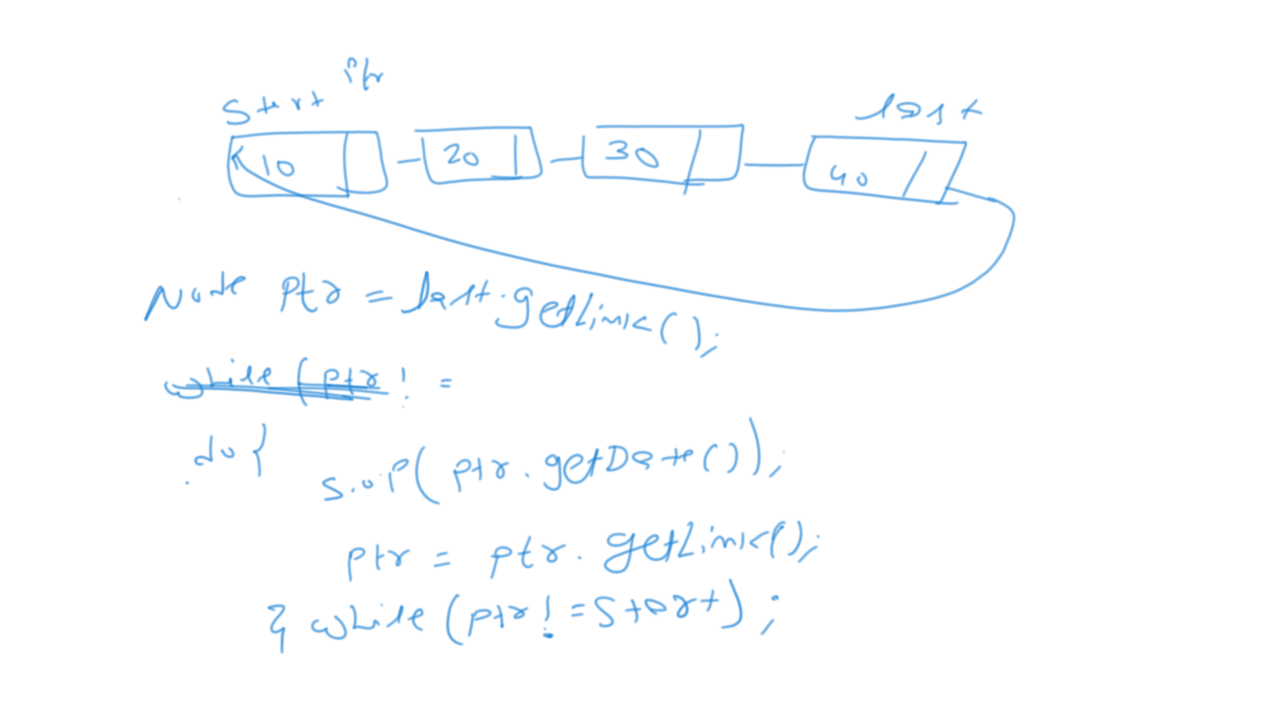 Start ptr last
10 20 30 40
Node ptr = last.getLink();
while (ptr ! =
do {
S.o.P(ptr.getData());
ptr = ptr.getLink();
} while (ptr != Start);